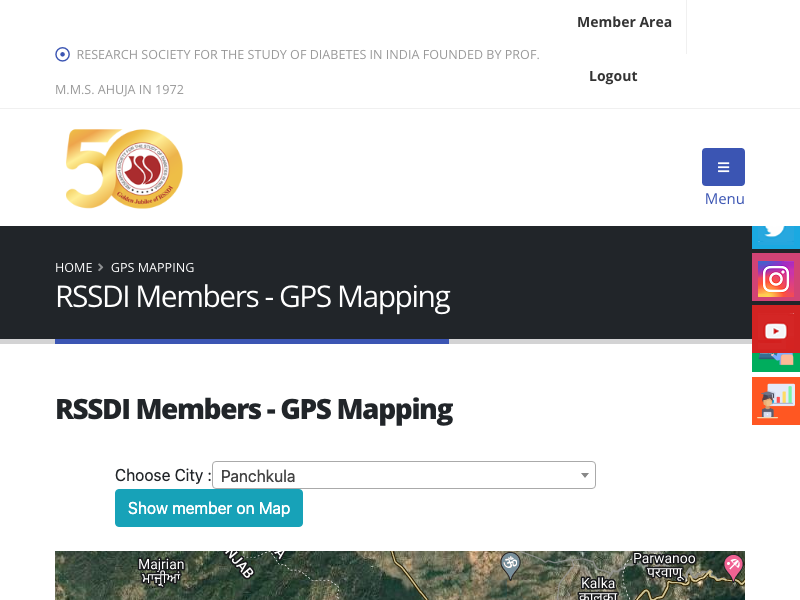 Member Area
RESEARCH SOCIETY FOR THE STUDY OF DIABETES IN INDIA FOUNDED BY PROF.
M.M.S. AHUJA IN 1972
Logout
50
Golden Jubilee of RSSDI
Menu
HOME > GPS MAPPING
RSSDI Members - GPS Mapping
RSSDI Members - GPS Mapping
Choose City : Panchkula
Show member on Map
Majrian
ਮਾਜ਼੍ਰੀਆਂ
NJAB
Parwanoo
परवाणू
Kalka
कालका